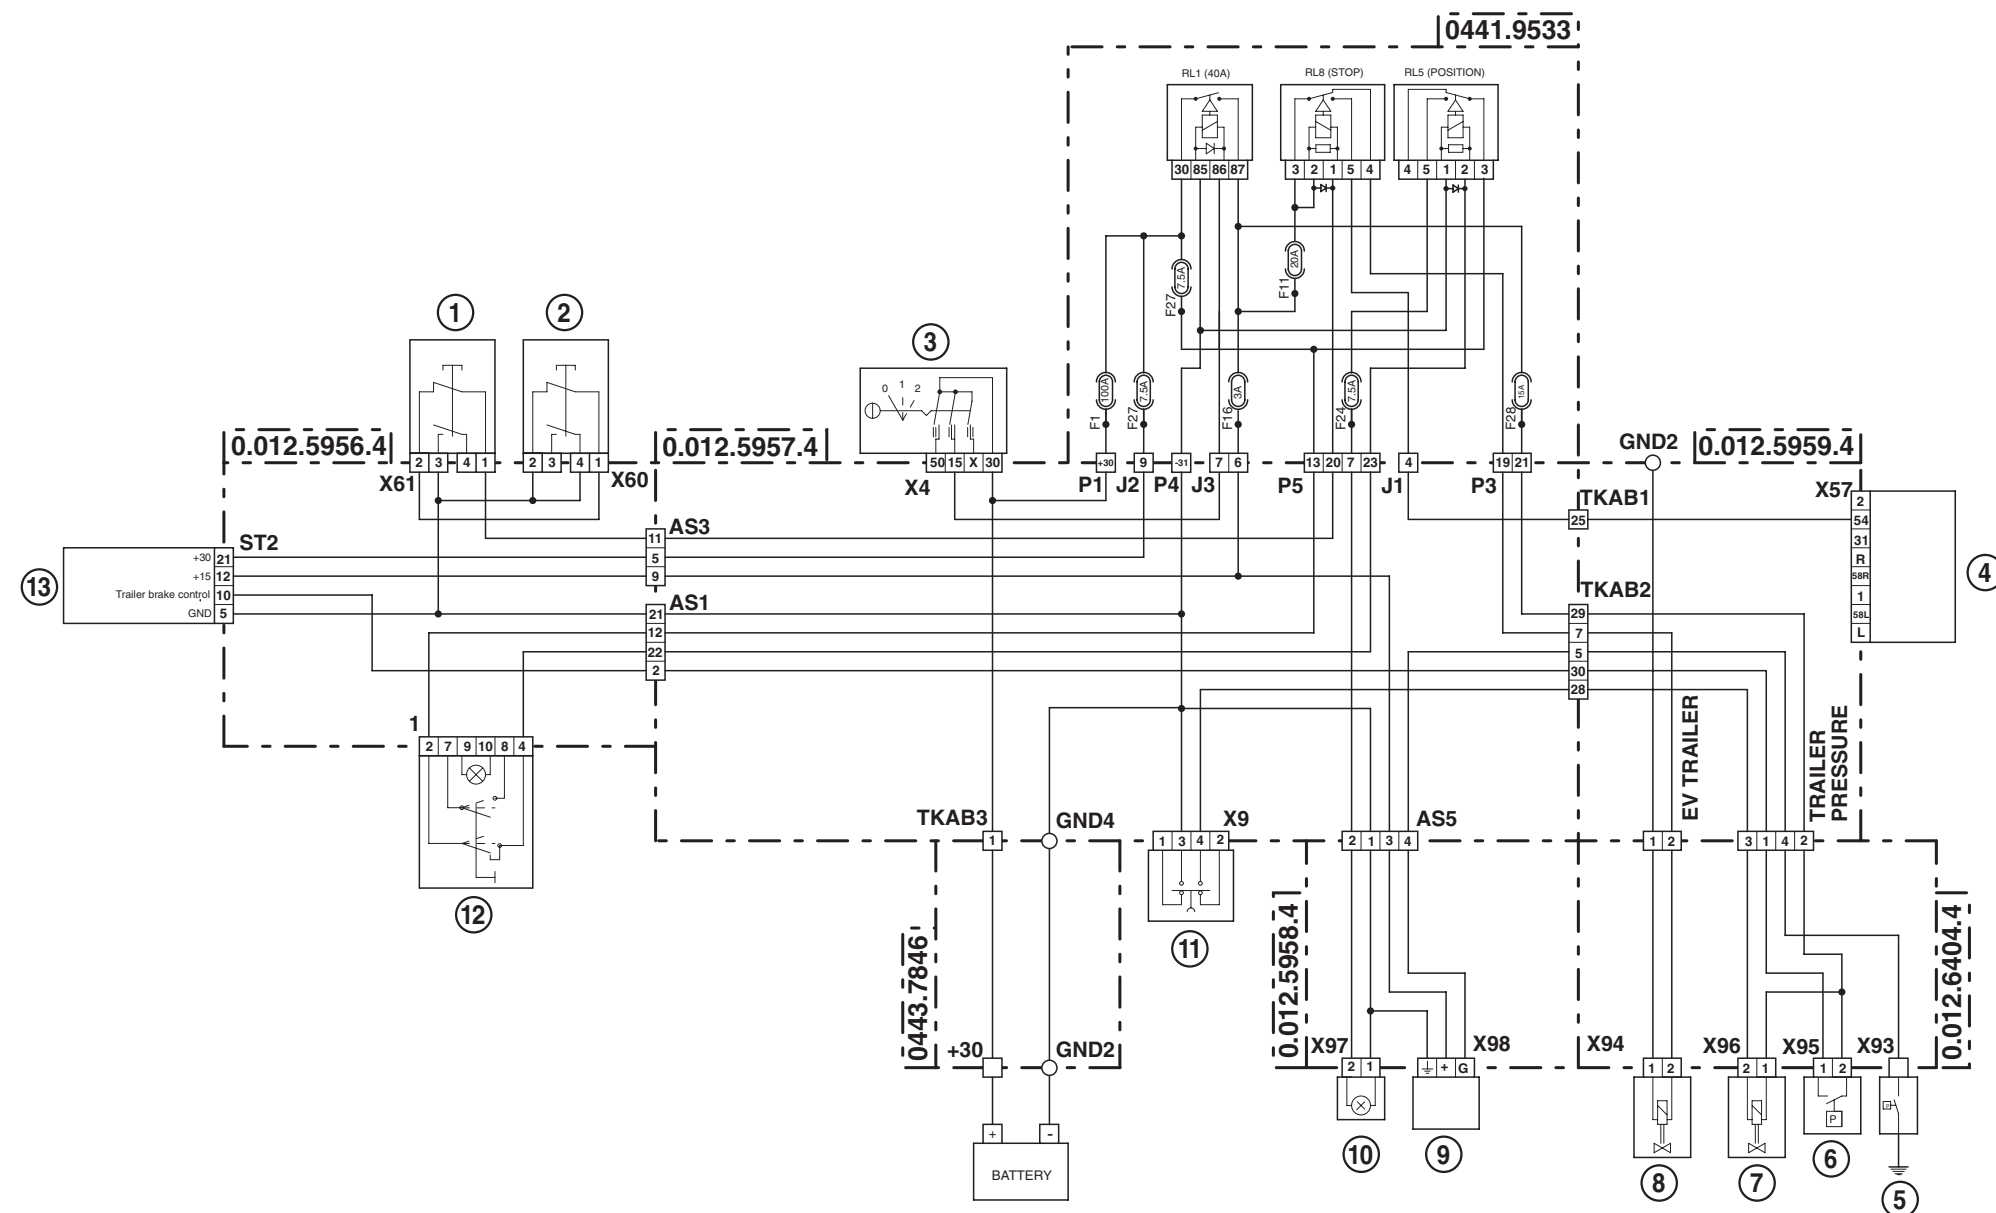 0441.9533
RL1 (40A)
RL8 (STOP)
RL5 (POSITION)
30 85 86 87
3 2 1 5 4
4 5 1 2 3
7.5A
F27
20A
F11
1
2
3
0 1 2
100A
F1
7.5A
F27
3A
F16
7.5A
F24
15A
F28
0.012.5956.4
0.012.5957.4
GND2
0.012.5959.4
2 3 4 1
2 3 4 1
50 15 X 30
+30
9
-31
7 6
13 20 7 23
4
19 21
X61
X60
X4
P1
J2
P4
J3
P5
J1
P3
TKAB1
25
X57
2
54
31
R
58R
1
58L
L
4
AS3
11
5
9
ST2
13
+30 21
+15 12
Trailer brake control 10
GND 5
AS1
21
12
22
2
TKAB2
29
7
5
30
28
EV TRAILER
TRAILER
PRESSURE
1
2 7 9 10 8 4
12
TKAB3
1
GND4
X9
1 3 4 2
11
AS5
2 1 3 4
1 2
3 1 4 2
0443.7846
0.012.5958.4
0.012.6404.4
+30
GND2
X97
2 1
X98
+ G
X94
1 2
X96
2 1
X95
1 2
X93
P
P
+
-
BATTERY
10
9
8
7
6
5